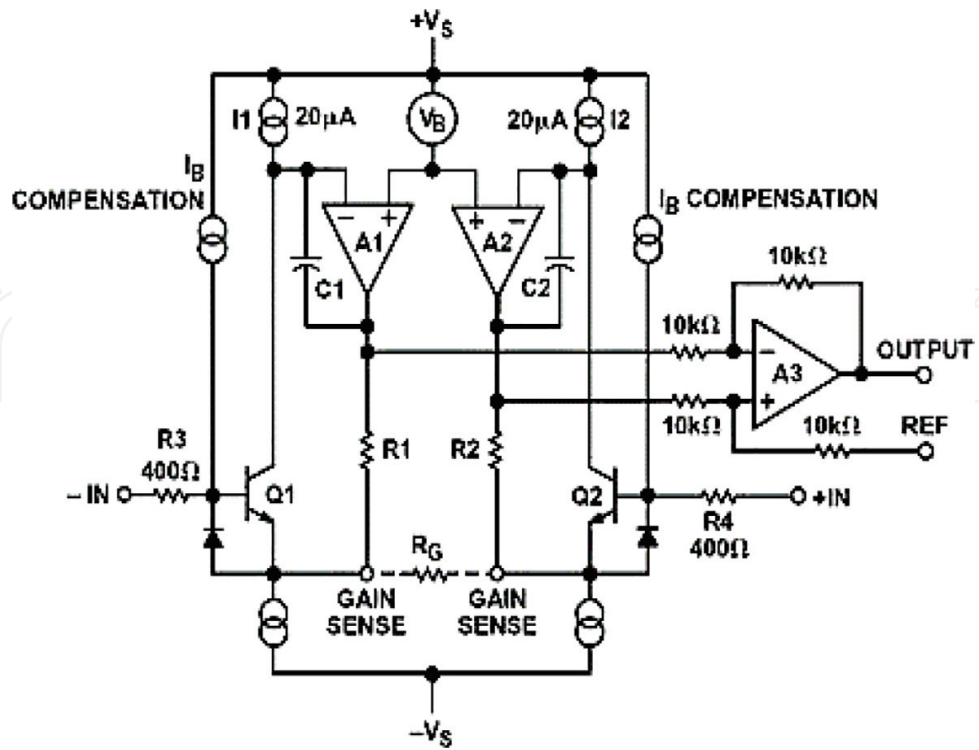 +VS
I1
20μA
VB
20μA
I2
IB
COMPENSATION
IB COMPENSATION
− +
A1
+ −
A2
C1
C2
10kΩ
10kΩ
−
A3
+
OUTPUT
10kΩ
10kΩ
REF
R3
400Ω
R1
R2
− IN
Q1
Q2
R4
400Ω
+IN
RG
GAIN
SENSE
GAIN
SENSE
−VS